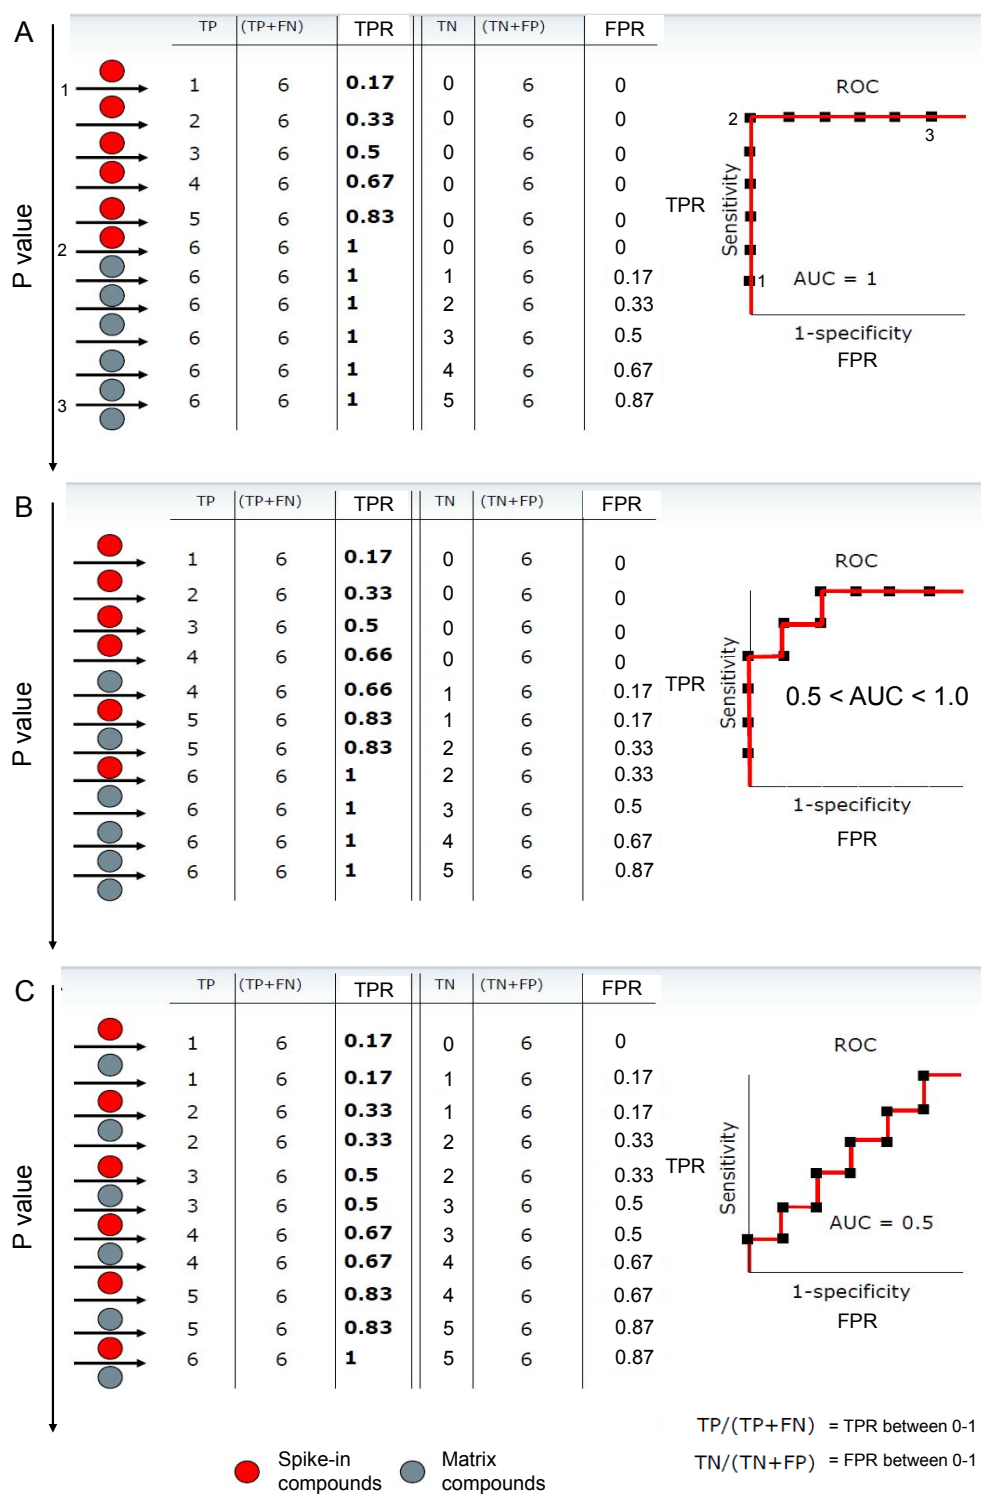 A
TP (TP+FN) TPR TN (TN+FP) FPR
1 1 6 0.17 0 6 0
2 6 0.33 0 6 0
3 6 0.5 0 6 0
4 6 0.67 0 6 0
5 6 0.83 0 6 0
2 6 6 1 0 6 0
6 6 1 1 6 0.17
6 6 1 2 6 0.33
6 6 1 3 6 0.5
6 6 1 4 6 0.67
3 6 6 1 5 6 0.87
P value
ROC
2
3
1
TPR
Sensitivity
AUC = 1
1-specificity
FPR
B
TP (TP+FN) TPR TN (TN+FP) FPR
1 6 0.17 0 6 0
2 6 0.33 0 6 0
3 6 0.5 0 6 0
4 6 0.66 0 6 0
4 6 0.66 1 6 0.17
5 6 0.83 1 6 0.17
5 6 0.83 2 6 0.33
6 6 1 2 6 0.33
6 6 1 3 6 0.5
6 6 1 4 6 0.67
6 6 1 5 6 0.87
P value
ROC
TPR
Sensitivity
0.5 < AUC < 1.0
1-specificity
FPR
C
TP (TP+FN) TPR TN (TN+FP) FPR
1 6 0.17 0 6 0
1 6 0.17 1 6 0.17
2 6 0.33 1 6 0.17
2 6 0.33 2 6 0.33
3 6 0.5 2 6 0.33
3 6 0.5 3 6 0.5
4 6 0.67 3 6 0.5
4 6 0.67 4 6 0.67
5 6 0.83 4 6 0.67
5 6 0.83 5 6 0.87
6 6 1 5 6 0.87
P value
ROC
TPR
Sensitivity
AUC = 0.5
1-specificity
FPR
TP/(TP+FN) = TPR between 0-1
TN/(TN+FP) = FPR between 0-1
Spike-in
compounds
Matrix
compounds